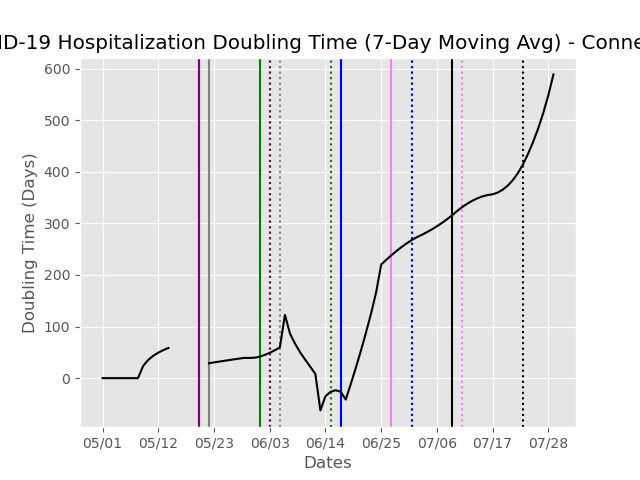 ID-19 Hospitalization Doubling Time (7-Day Moving Avg) - Conne
600
500
400
300
200
100
0
Doubling Time (Days)
05/01 05/12 05/23 06/03 06/14 06/25 07/06 07/17 07/28
Dates